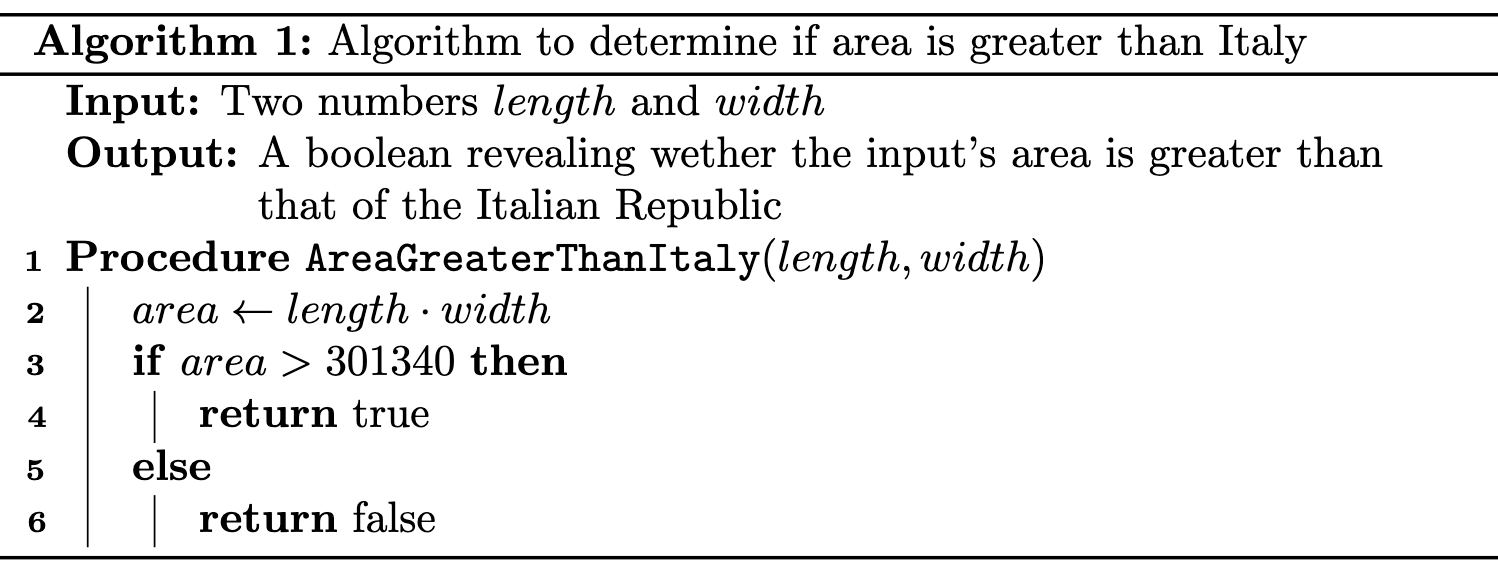 Algorithm 1: Algorithm to determine if area is greater than Italy
Input: Two numbers length and width
Output: A boolean revealing wether the input's area is greater than
that of the Italian Republic
1 Procedure AreaGreaterThanItaly(length, width)
2 area ← length · width
3 if area > 301340 then
4 return true
5 else
6 return false